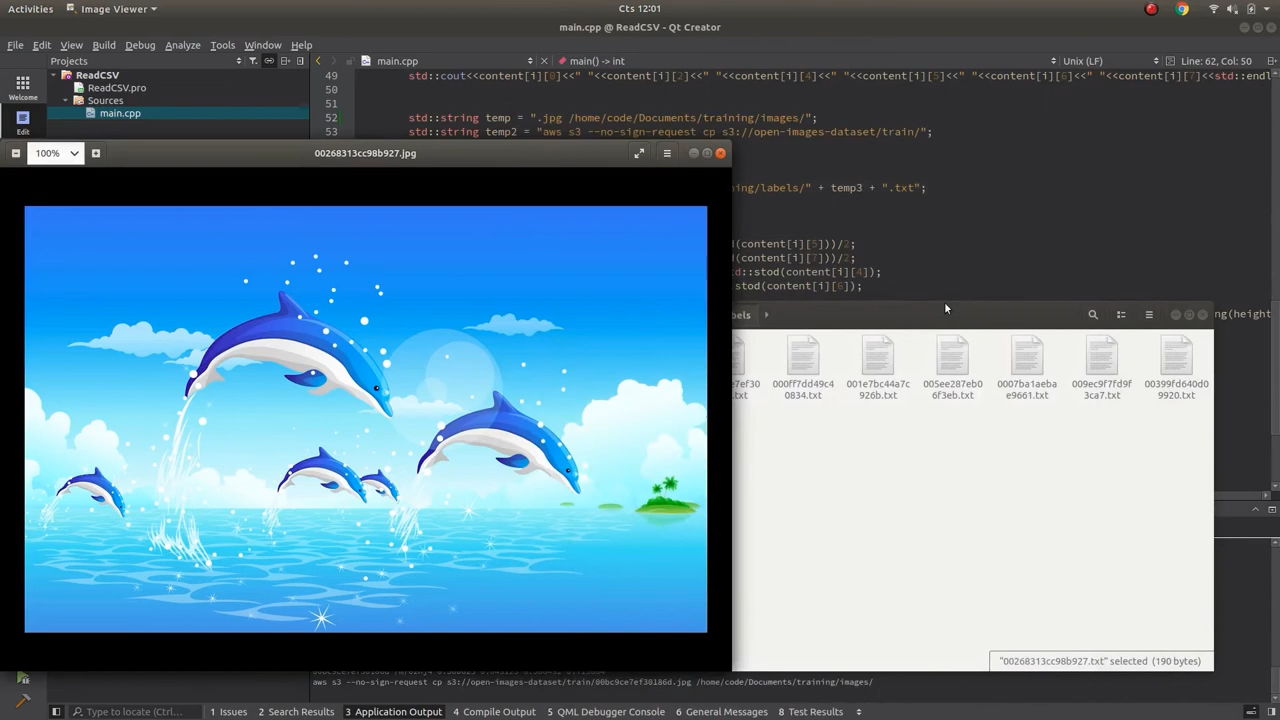 Activities Image Viewer Cts 12:01
main.cpp @ ReadCSV - Qt Creator
File Edit View Build Debug Analyze Tools Window Help
Projects main.cpp main() -> int Unix (LF) Line: 62, Col: 50
ReadCSV
ReadCSV.pro
Sources
main.cpp
Welcome
Edit
49 std::cout<<content[i][0]<<" "<<content[i][2]<<" "<<content[i][4]<<" "<<content[i][5]<<" "<<content[i][6]<<" "<<content[i][7]<<std::endl
50
51
52 std::string temp = ".jpg /home/code/Documents/training/images/";
53 std::string temp2 = "aws s3 --no-sign-request cp s3://open-images-dataset/train/";
100% 00268313cc98b927.jpg
ing/labels/" + temp3 + ".txt";
d(content[i][5]))/2;
d(content[i][7]))/2;
d::stod(content[i][4]);
stod(content[i][6]);
ng(height
bels
e7ef30
.txt
000ff7dd49c4
0834.txt
001e7bc44a7c
926b.txt
005ee287eb0
6f3eb.txt
0007ba1aeba
e9661.txt
009ec9f7fd9f
3ca7.txt
00399fd640d0
9920.txt
"00268313cc98b927.txt" selected (190 bytes)
aws s3 --no-sign-request cp s3://open-images-dataset/train/00bc9ce7ef30186d.jpg /home/code/Documents/training/images/
Type to locate (Ctrl+... 1 Issues 2 Search Results 3 Application Output 4 Compile Output 5 QML Debugger Console 6 General Messages 8 Test Results